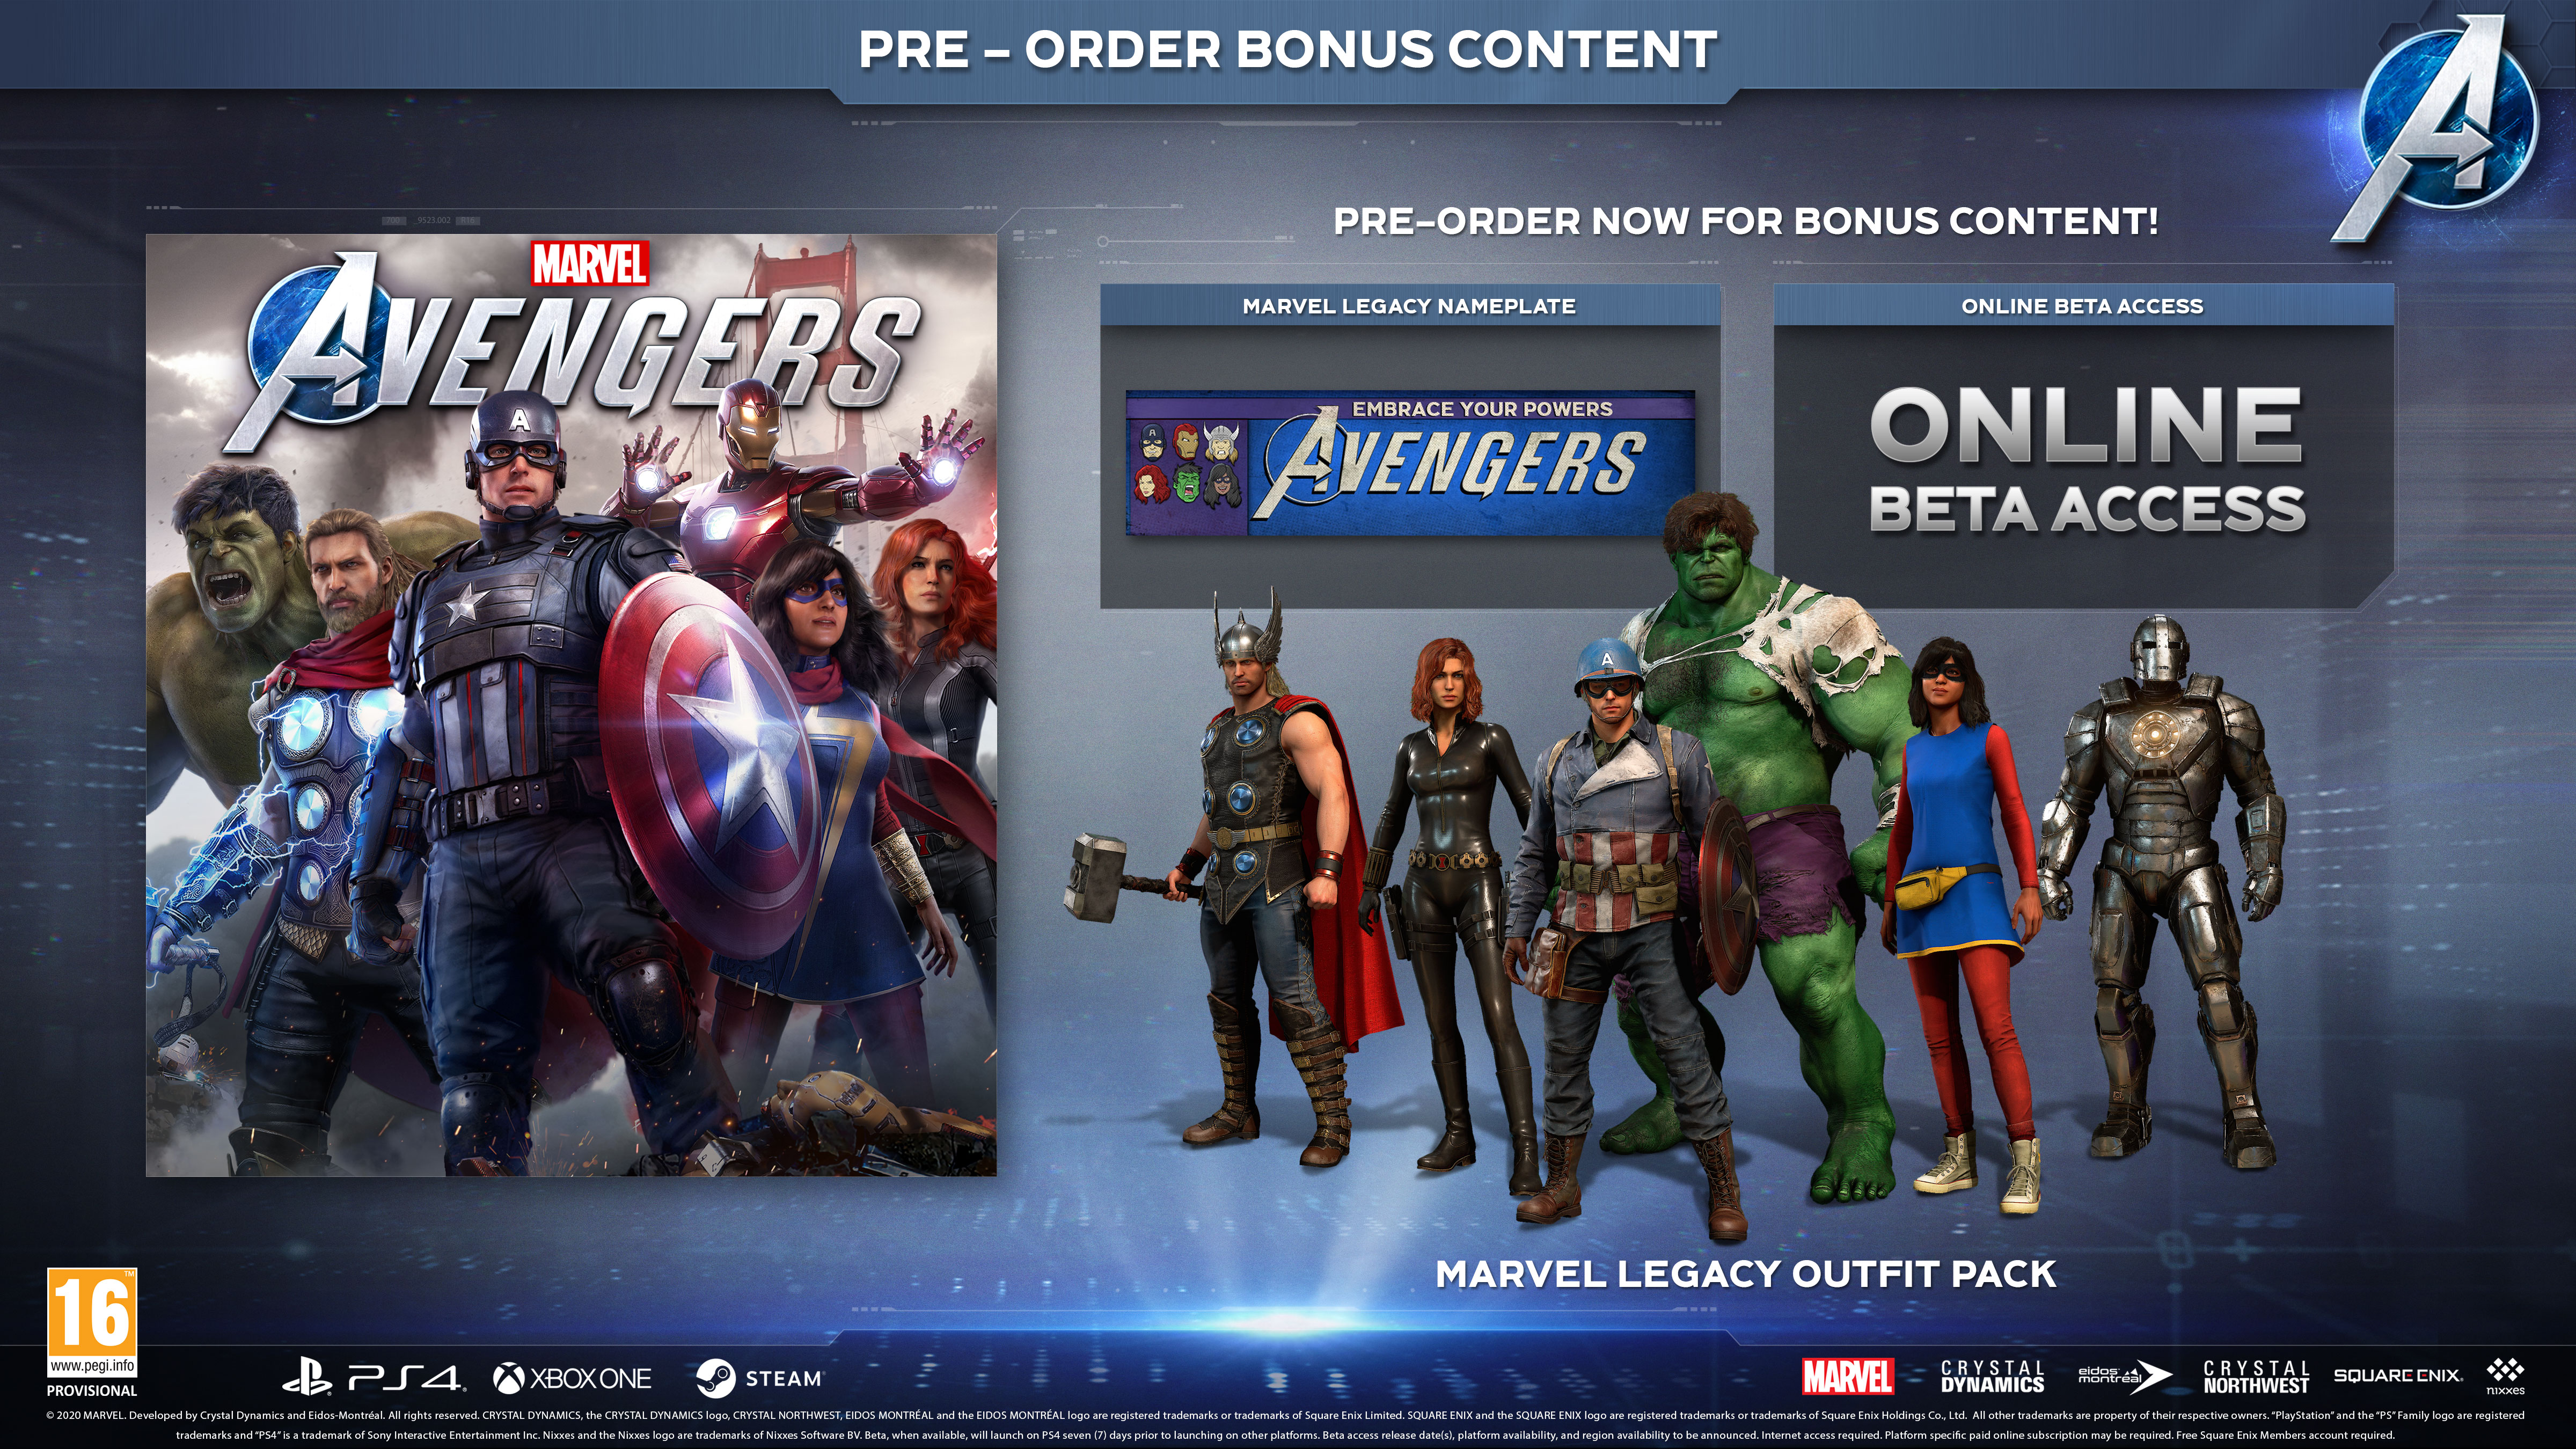 PRE - ORDER BONUS CONTENT
700 _9523.002 R16
MARVEL
AVENGERS
A
PRE-ORDER NOW FOR BONUS CONTENT!
MARVEL LEGACY NAMEPLATE
EMBRACE YOUR POWERS
AVENGERS
ONLINE BETA ACCESS
ONLINE
BETA ACCESS
A
MARVEL LEGACY OUTFIT PACK
16™
www.pegi.info
PROVISIONAL
PS4
XBOX ONE
STEAM®
MARVEL
CRYSTAL
DYNAMICS
eidos
montréal
CRYSTAL
NORTHWEST
SQUARE ENIX®
nixxes
© 2020 MARVEL. Developed by Crystal Dynamics and Eidos-Montréal. All rights reserved. CRYSTAL DYNAMICS, the CRYSTAL DYNAMICS logo, CRYSTAL NORTHWEST, EIDOS MONTRÉAL and the EIDOS MONTRÉAL logo are registered trademarks or trademarks of Square Enix Limited. SQUARE ENIX and the SQUARE ENIX logo are registered trademarks or trademarks of Square Enix Holdings Co., Ltd. All other trademarks are property of their respective owners. “PlayStation” and the “PS” Family logo are registered
trademarks and “PS4” is a trademark of Sony Interactive Entertainment Inc. Nixxes and the Nixxes logo are trademarks of Nixxes Software BV. Beta, when available, will launch on PS4 seven (7) days prior to launching on other platforms. Beta access release date(s), platform availability, and region availability to be announced. Internet access required. Platform specific paid online subscription may be required. Free Square Enix Members account required.